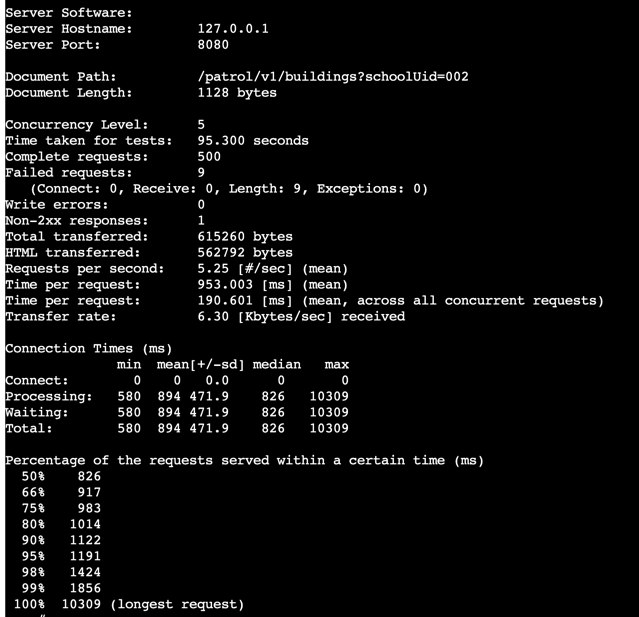 Server Software:
Server Hostname: 127.0.0.1
Server Port: 8080
Document Path: /patrol/v1/buildings?schoolUid=002
Document Length: 1128 bytes
Concurrency Level: 5
Time taken for tests: 95.300 seconds
Complete requests: 500
Failed requests: 9
(Connect: 0, Receive: 0, Length: 9, Exceptions: 0)
Write errors: 0
Non-2xx responses: 1
Total transferred: 615260 bytes
HTML transferred: 562792 bytes
Requests per second: 5.25 [#/sec] (mean)
Time per request: 953.003 [ms] (mean)
Time per request: 190.601 [ms] (mean, across all concurrent requests)
Transfer rate: 6.30 [Kbytes/sec] received
Connection Times (ms)
min mean[+/-sd] median max
Connect: 0 0 0.0 0 0
Processing: 580 894 471.9 826 10309
Waiting: 580 894 471.9 826 10309
Total: 580 894 471.9 826 10309
Percentage of the requests served within a certain time (ms)
50% 826
66% 917
75% 983
80% 1014
90% 1122
95% 1191
98% 1424
99% 1856
100% 10309 (longest request)